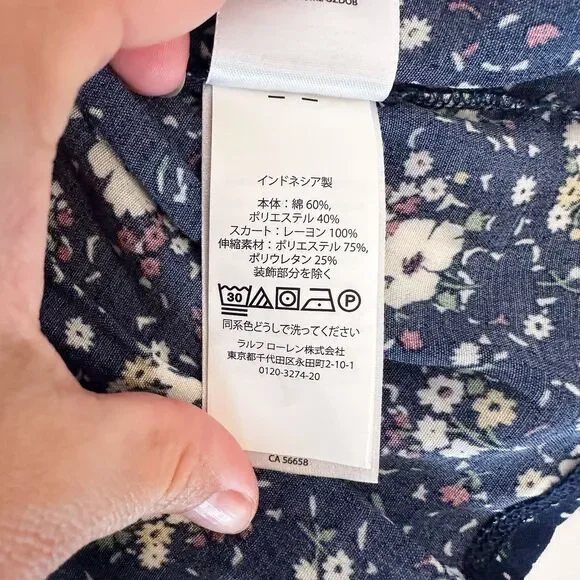 インドネシア製
本体：綿 60%,
ポリエステル 40%
スカート：レーヨン 100%
伸縮素材：ポリエステル 75%,
ポリウレタン 25%
装飾部分を除く
30 P
同系色どうしで洗ってください
ラルフ ローレン株式会社
東京都千代田区永田町2-10-1
0120-3274-20
CA 56658